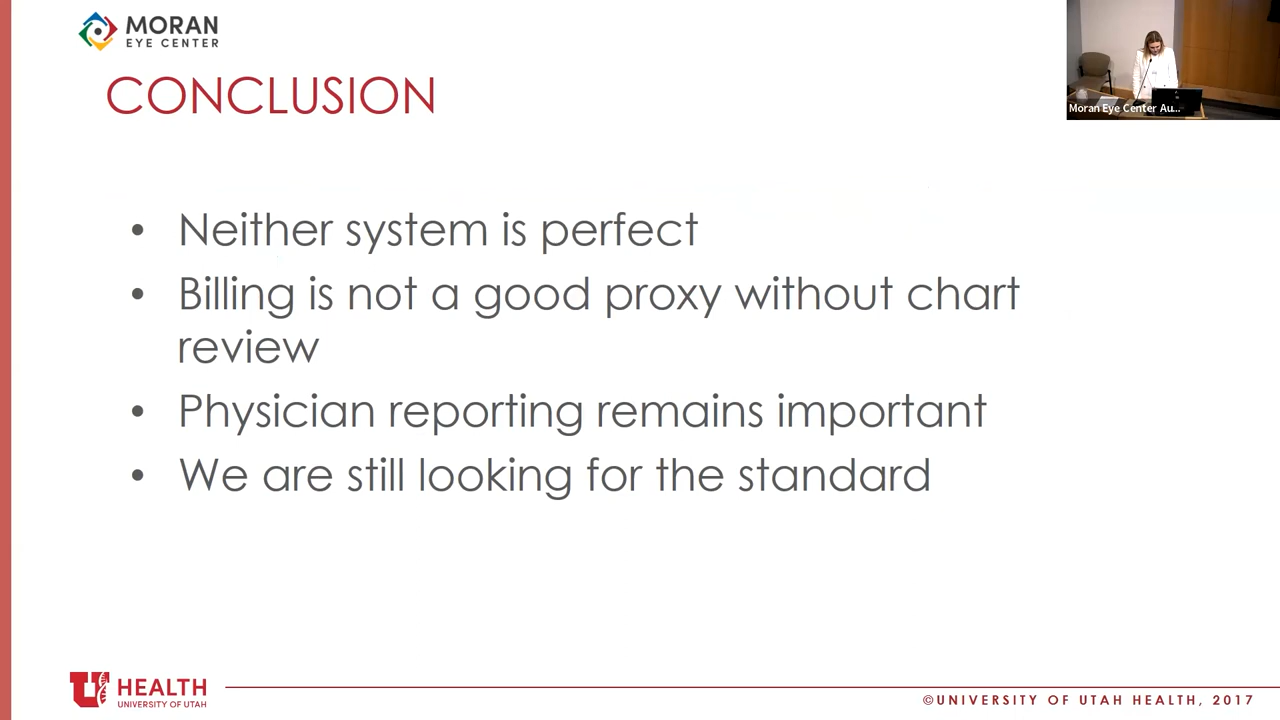 MORAN
EYE CENTER
CONCLUSION
Moran Eye Center Au...
• Neither system is perfect
• Billing is not a good proxy without chart
review
• Physician reporting remains important
• We are still looking for the standard
U HEALTH
UNIVERSITY OF UTAH
©UNIVERSITY OF UTAH HEALTH, 2017